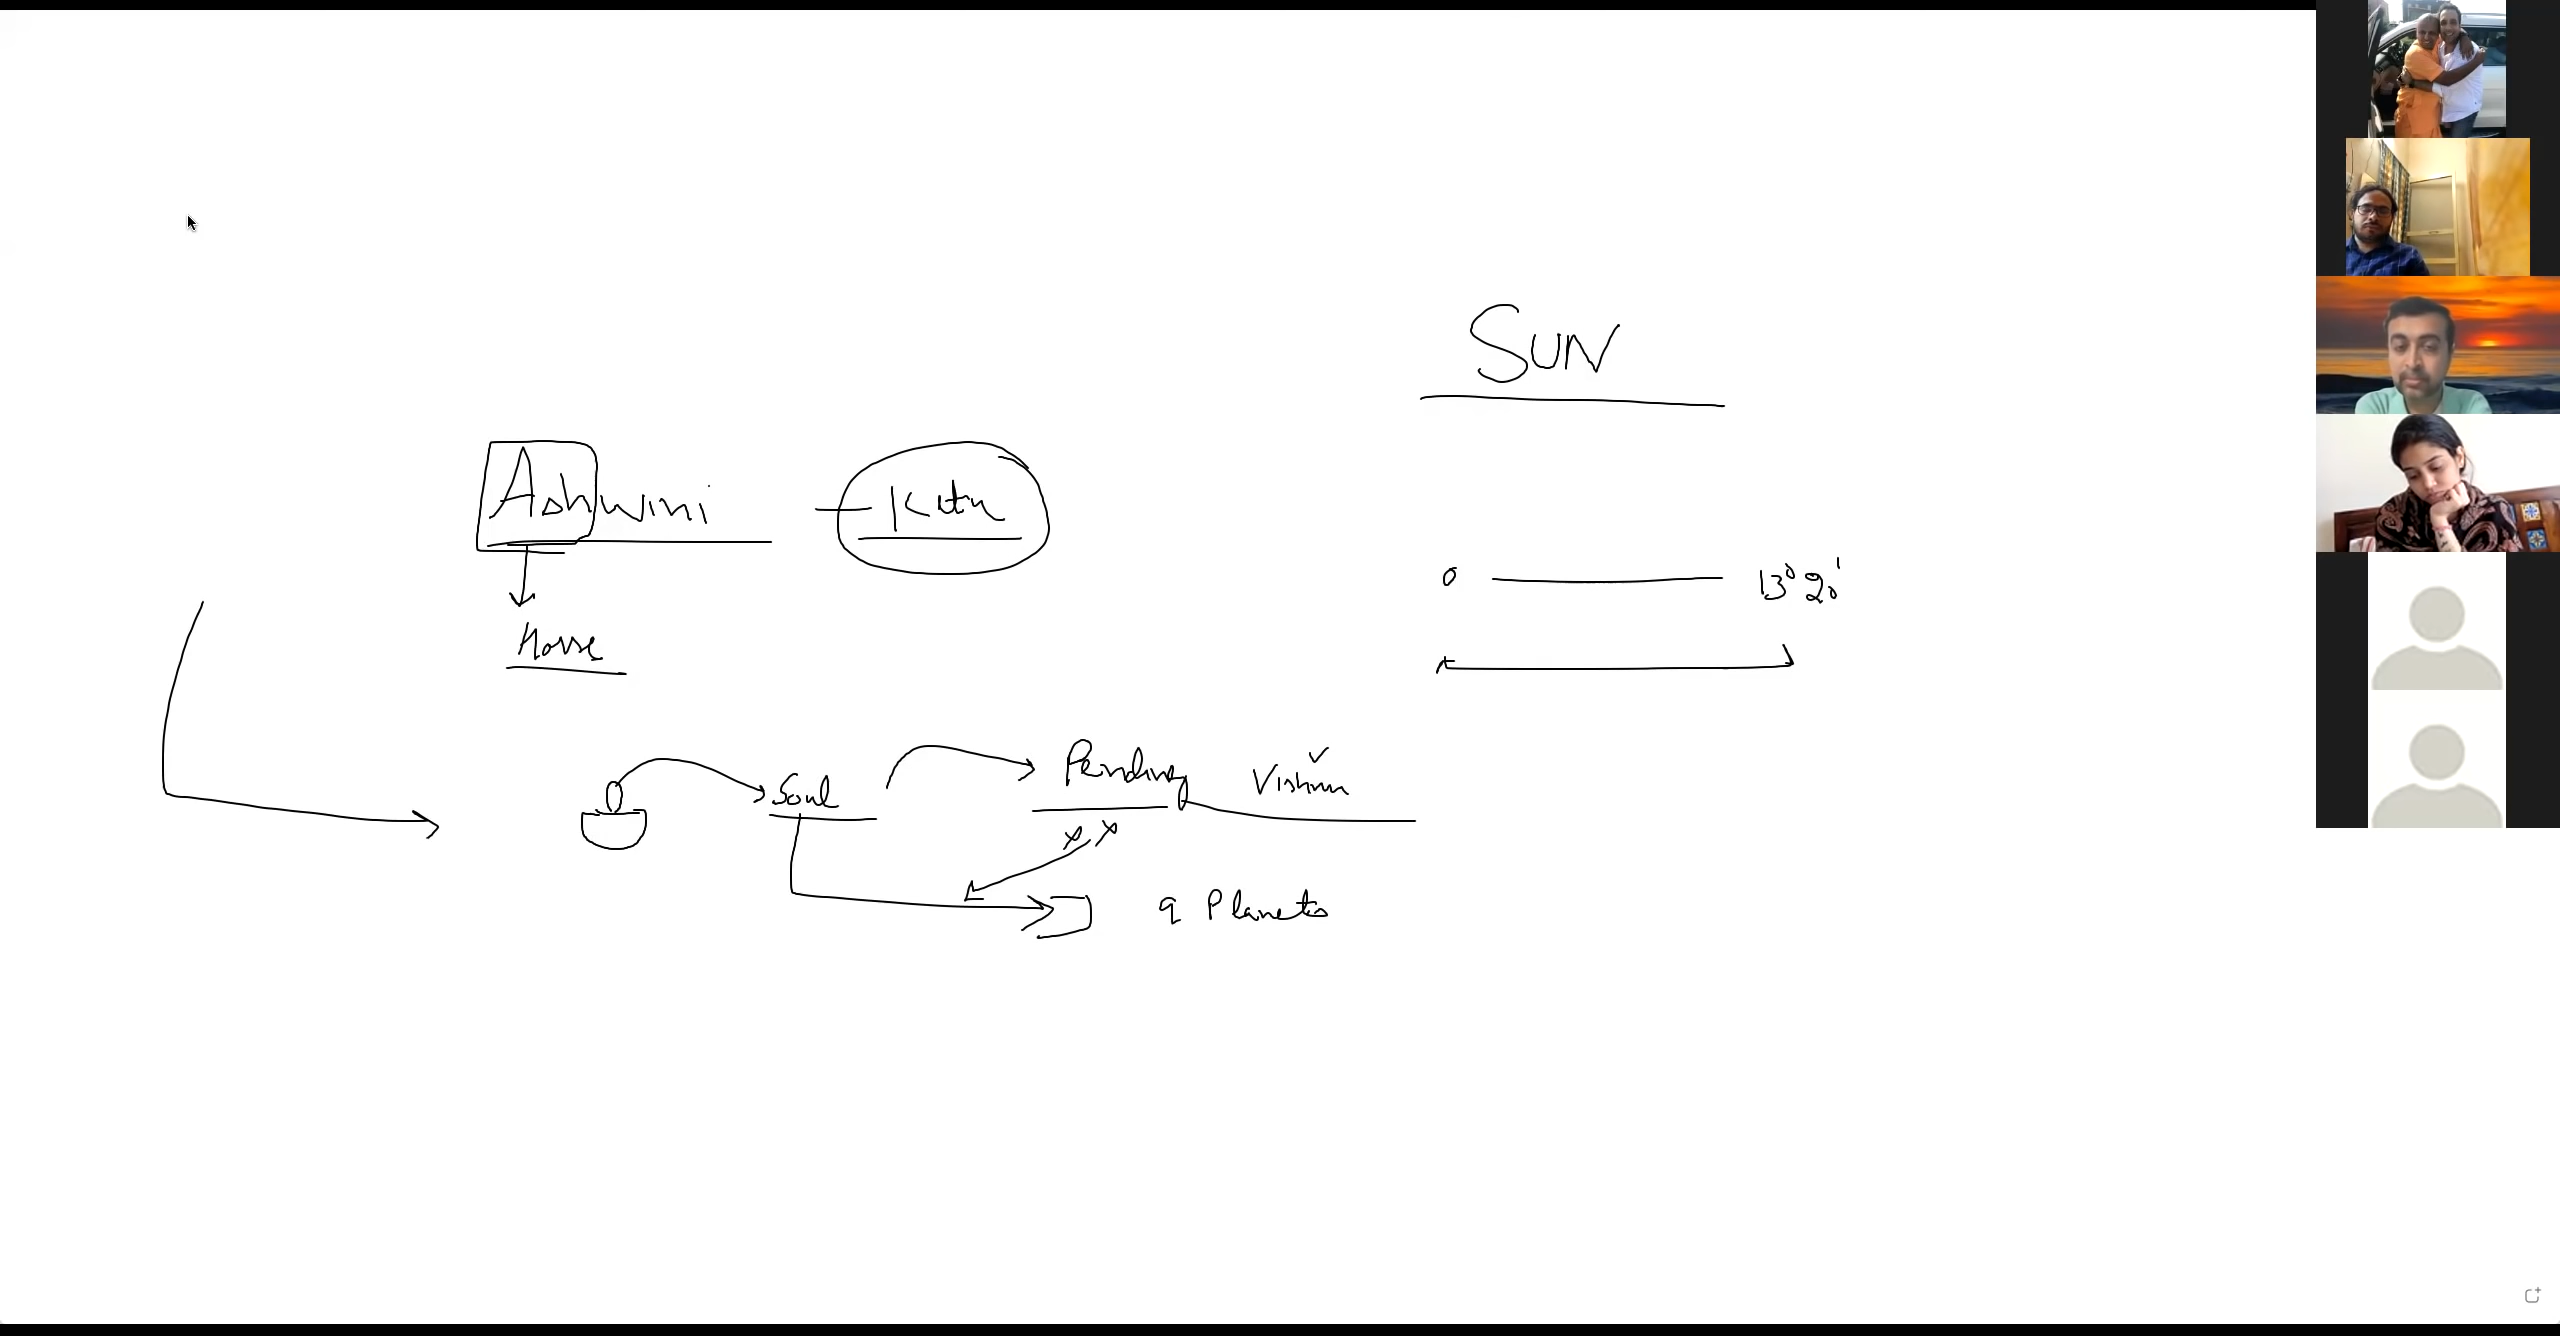 SUN
Ashwini — Ketu
0 — 13° 20'
Horse
Soul Pending Vishnu
9 Planets